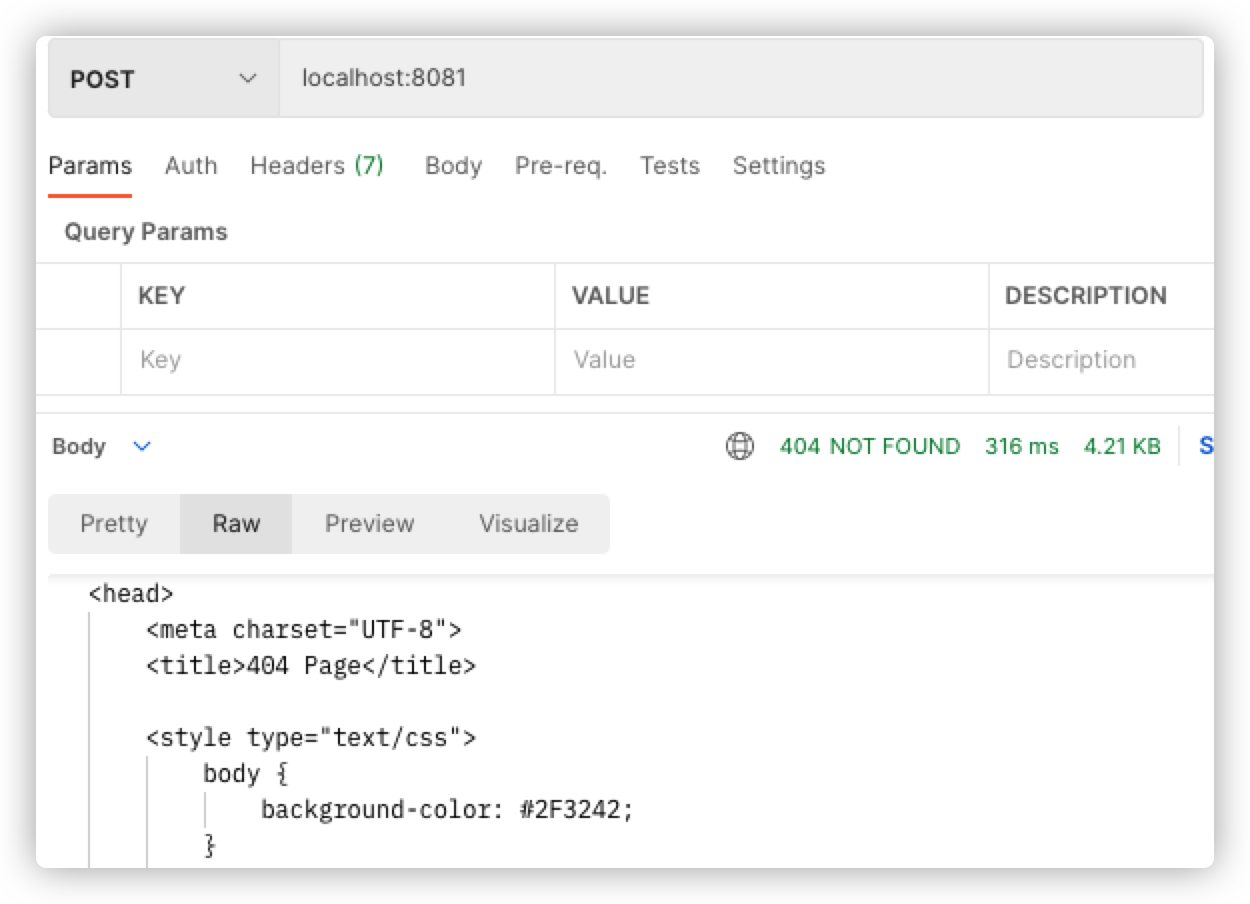 POST localhost:8081
Params Auth Headers (7) Body Pre-req. Tests Settings
Query Params
KEY VALUE DESCRIPTION
Key Value Description
Body 404 NOT FOUND 316 ms 4.21 KB S
Pretty Raw Preview Visualize
<head>
<meta charset="UTF-8">
<title>404 Page</title>
<style type="text/css">
body {
background-color: #2F3242;
}